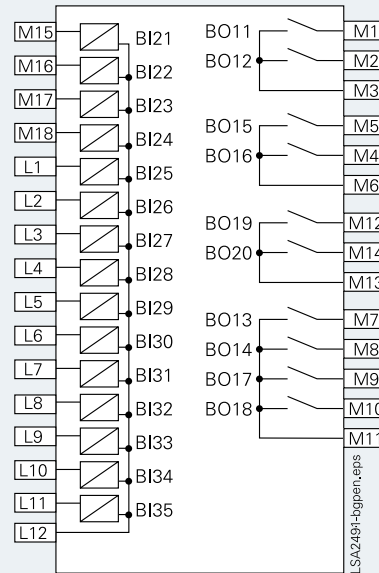 M15 BI21
M16 BI22
M17 BI23
M18 BI24
L1 BI25
L2 BI26
L3 BI27
L4 BI28
L5 BI29
L6 BI30
L7 BI31
L8 BI32
L9 BI33
L10 BI34
L11 BI35
L12
BO11 M1
BO12 M2
M3
BO15 M5
BO16 M4
M6
BO19 M12
BO20 M14
M13
BO13 M7
BO14 M8
BO17 M9
BO18 M10
M11
LSA2491-bgpen.eps